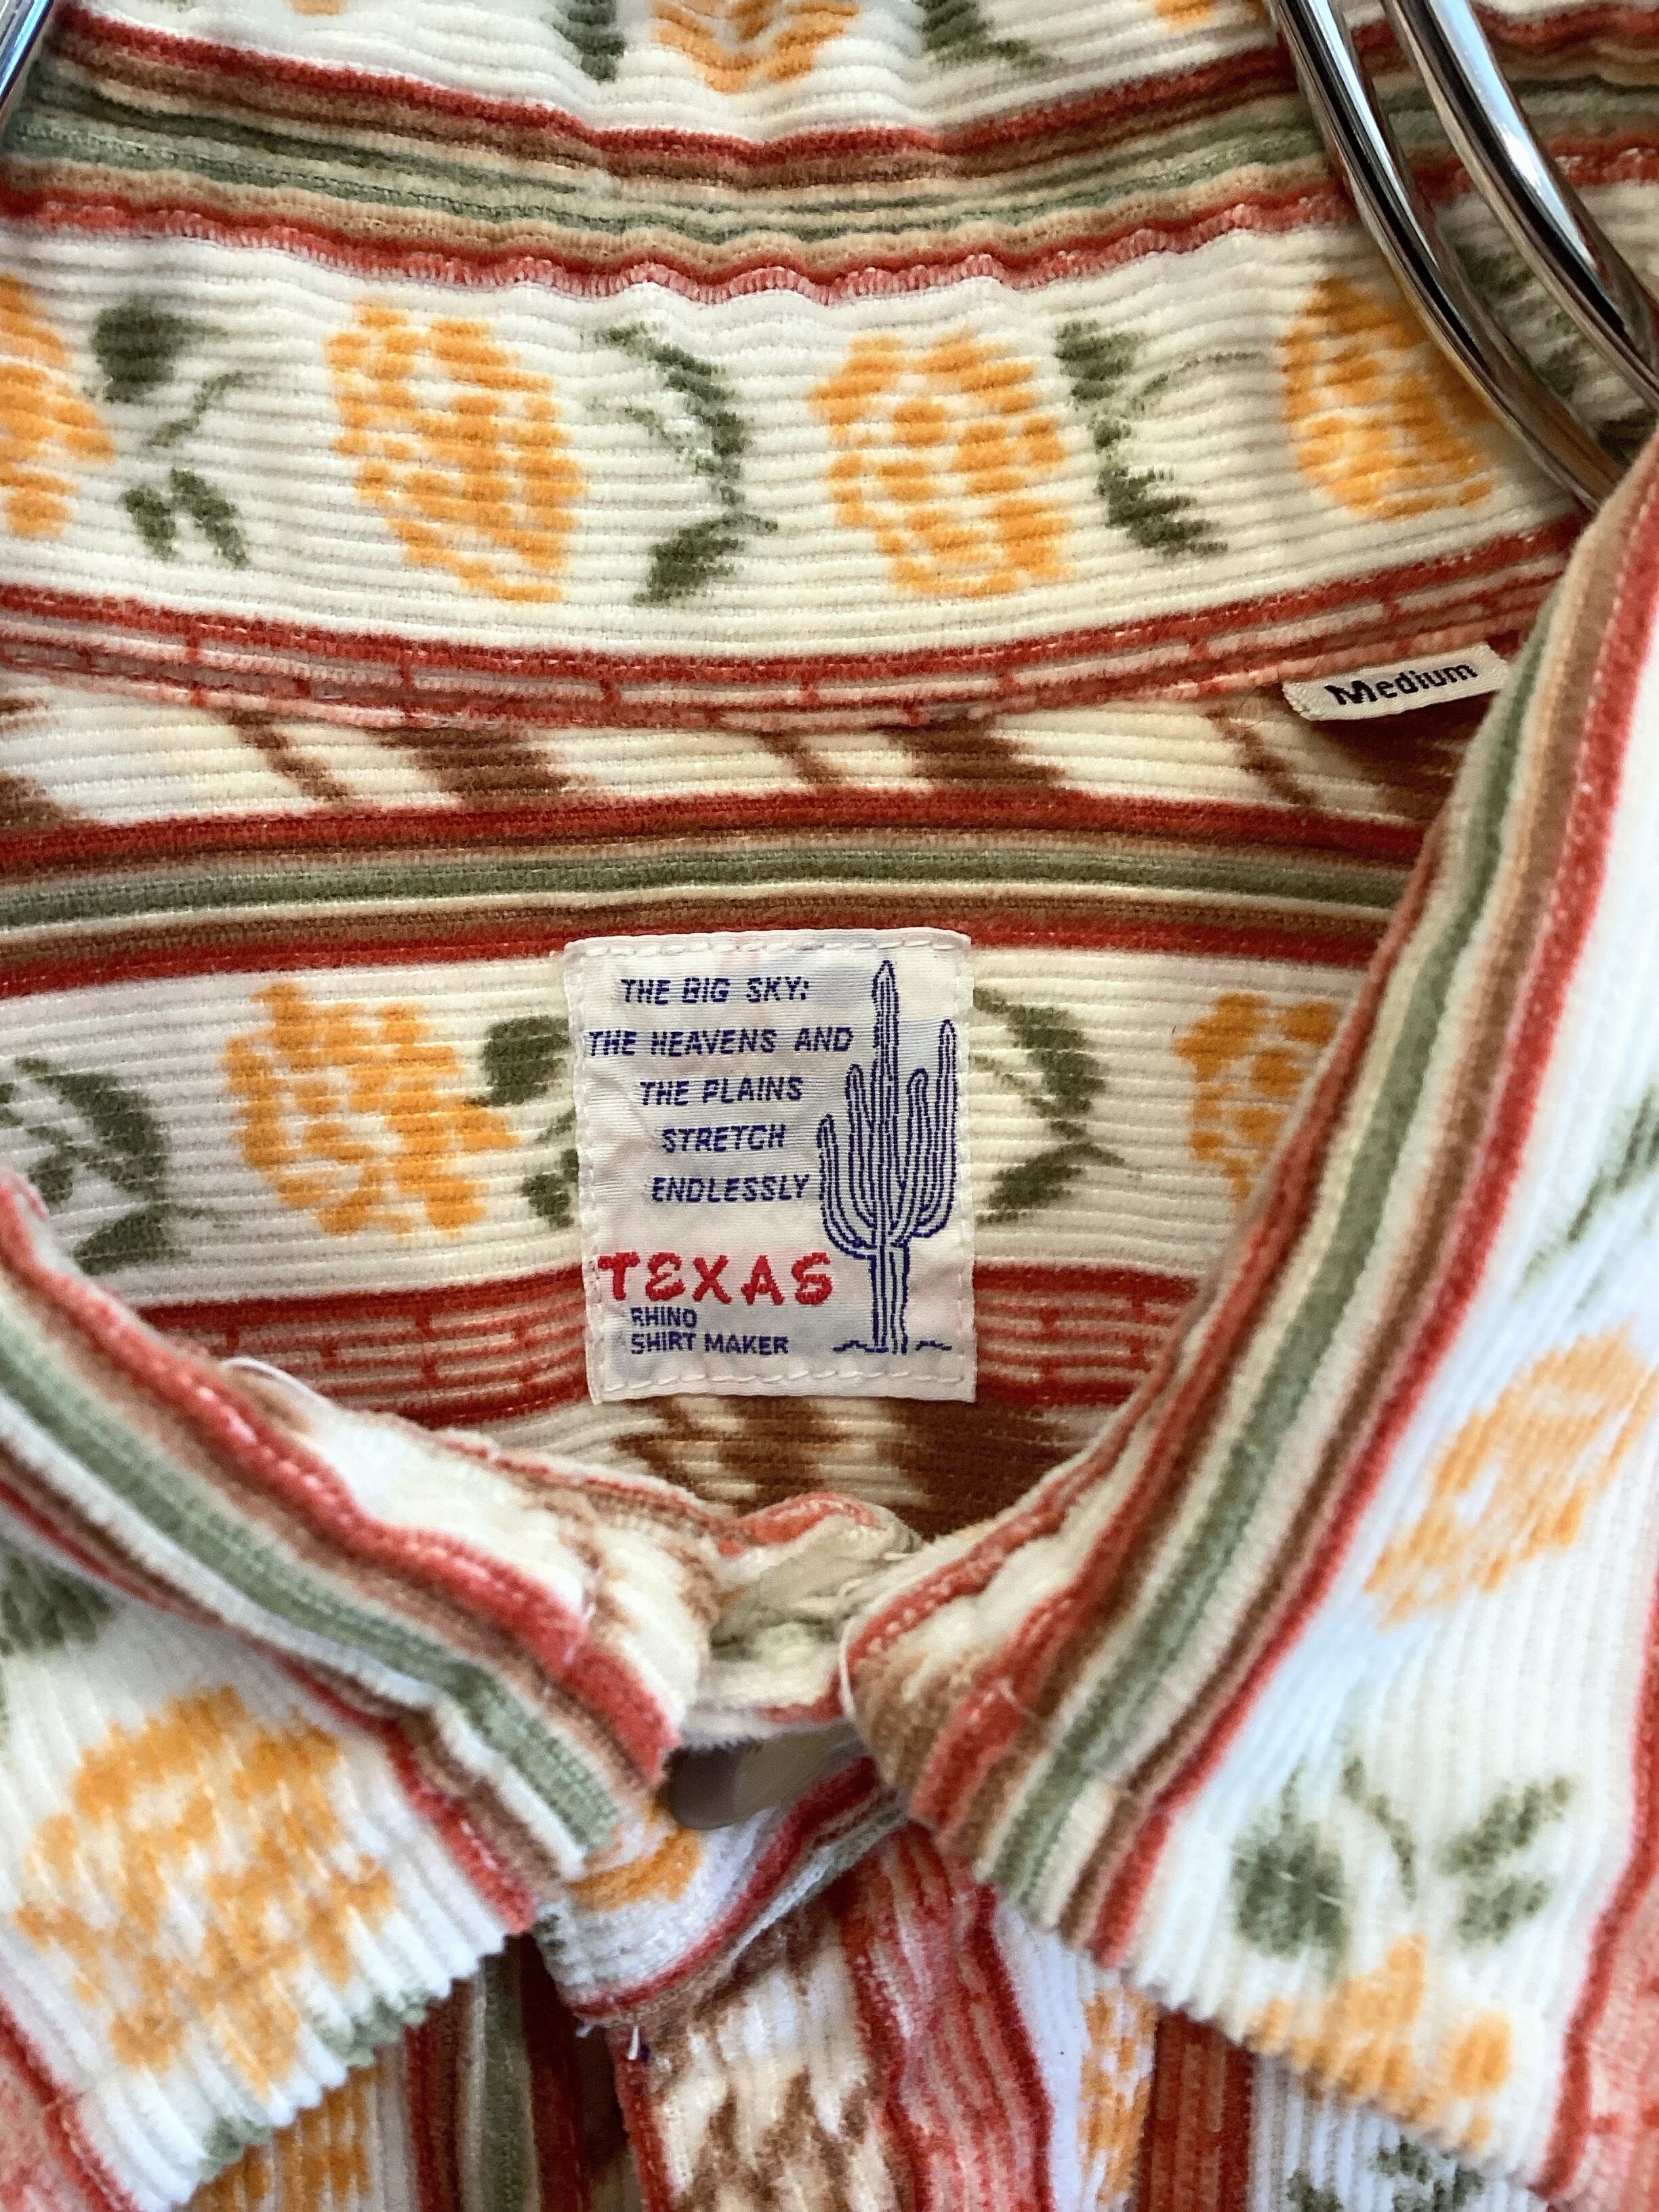 Medium
THE BIG SKY:
THE HEAVENS AND
THE PLAINS
STRETCH
ENDLESSLY
TEXAS
RHINO
SHIRT MAKER